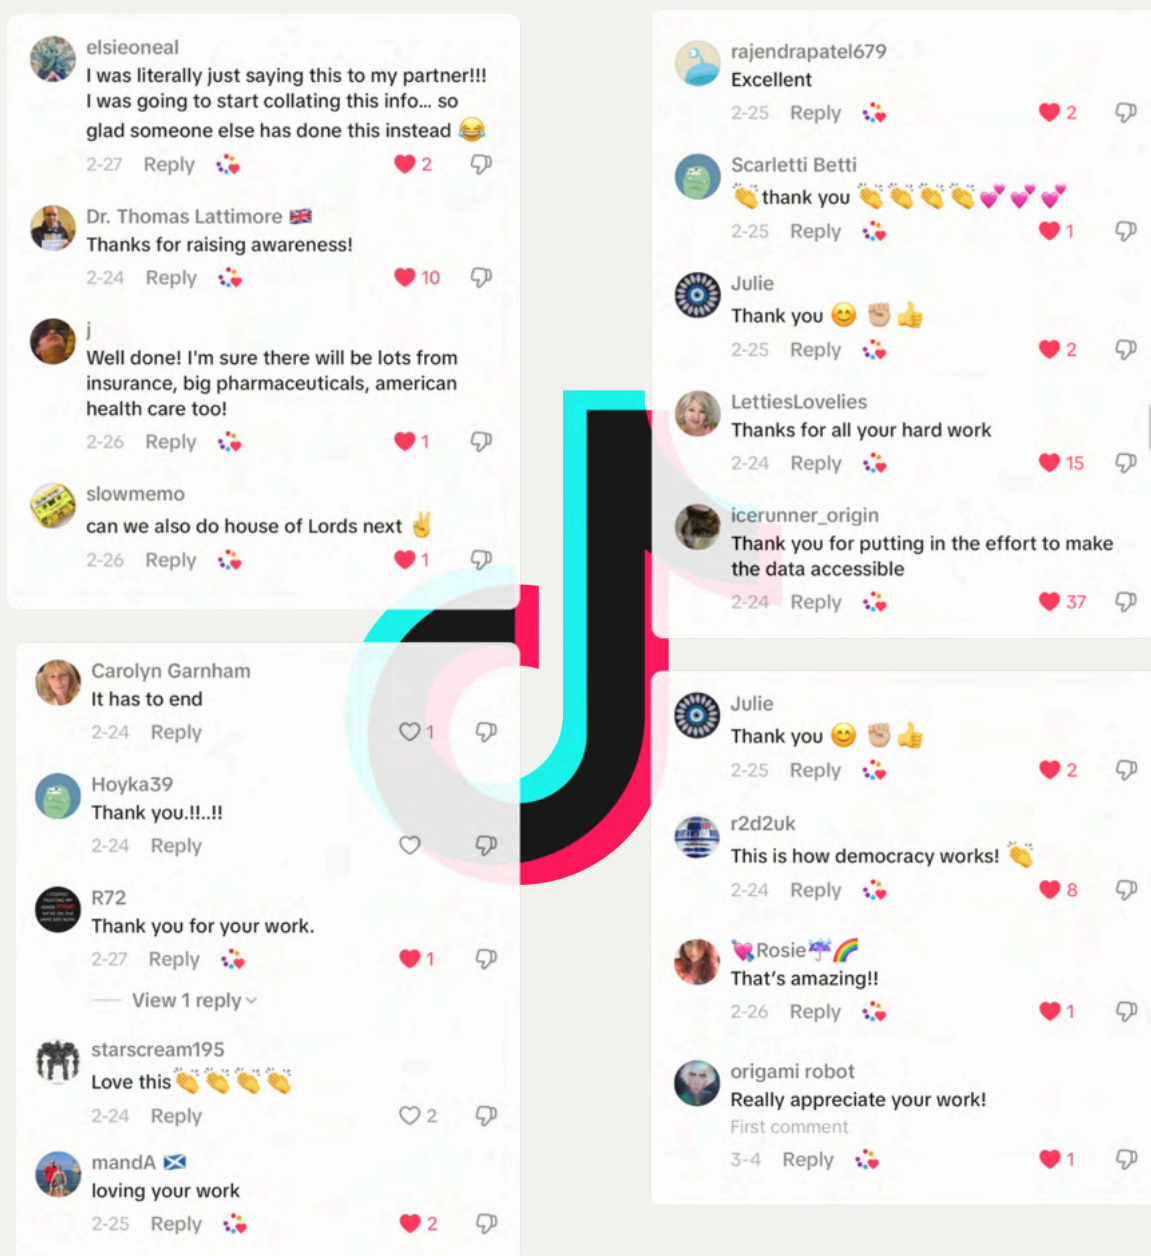 elsieoneal
I was literally just saying this to my partner!!!
I was going to start collating this info... so
glad someone else has done this instead 😂
2-27 Reply
2
Dr. Thomas Lattimore 🇬🇧
Thanks for raising awareness!
2-24 Reply
10
j
Well done! I'm sure there will be lots from
insurance, big pharmaceuticals, american
health care too!
2-26 Reply
1
slowmemo
can we also do house of Lords next ✌️
2-26 Reply
1
Carolyn Garnham
It has to end
2-24 Reply
1
Hoyka39
Thank you.!!..!!
2-24 Reply
R72
Thank you for your work.
2-27 Reply
1
View 1 reply
starscream195
Love this👏👏👏👏
2-24 Reply
2
mandA 🏴󠁧󠁢󠁳󠁣󠁴󠁿
loving your work
2-25 Reply
2
rajendrapatel679
Excellent
2-25 Reply
2
Scarletti Betti
👏thank you 👏👏👏👏💕💕💕
2-25 Reply
1
Julie
Thank you 😊 ✊🏼👍
2-25 Reply
2
LettiesLovelies
Thanks for all your hard work
2-24 Reply
15
icerunner_origin
Thank you for putting in the effort to make
the data accessible
2-24 Reply
37
Julie
Thank you 😊 ✊🏼👍
2-25 Reply
2
r2d2uk
This is how democracy works! 👏
2-24 Reply
8
💘Rosie☔🌈
That's amazing!!
2-26 Reply
1
origami robot
Really appreciate your work!
First comment
3-4 Reply
1